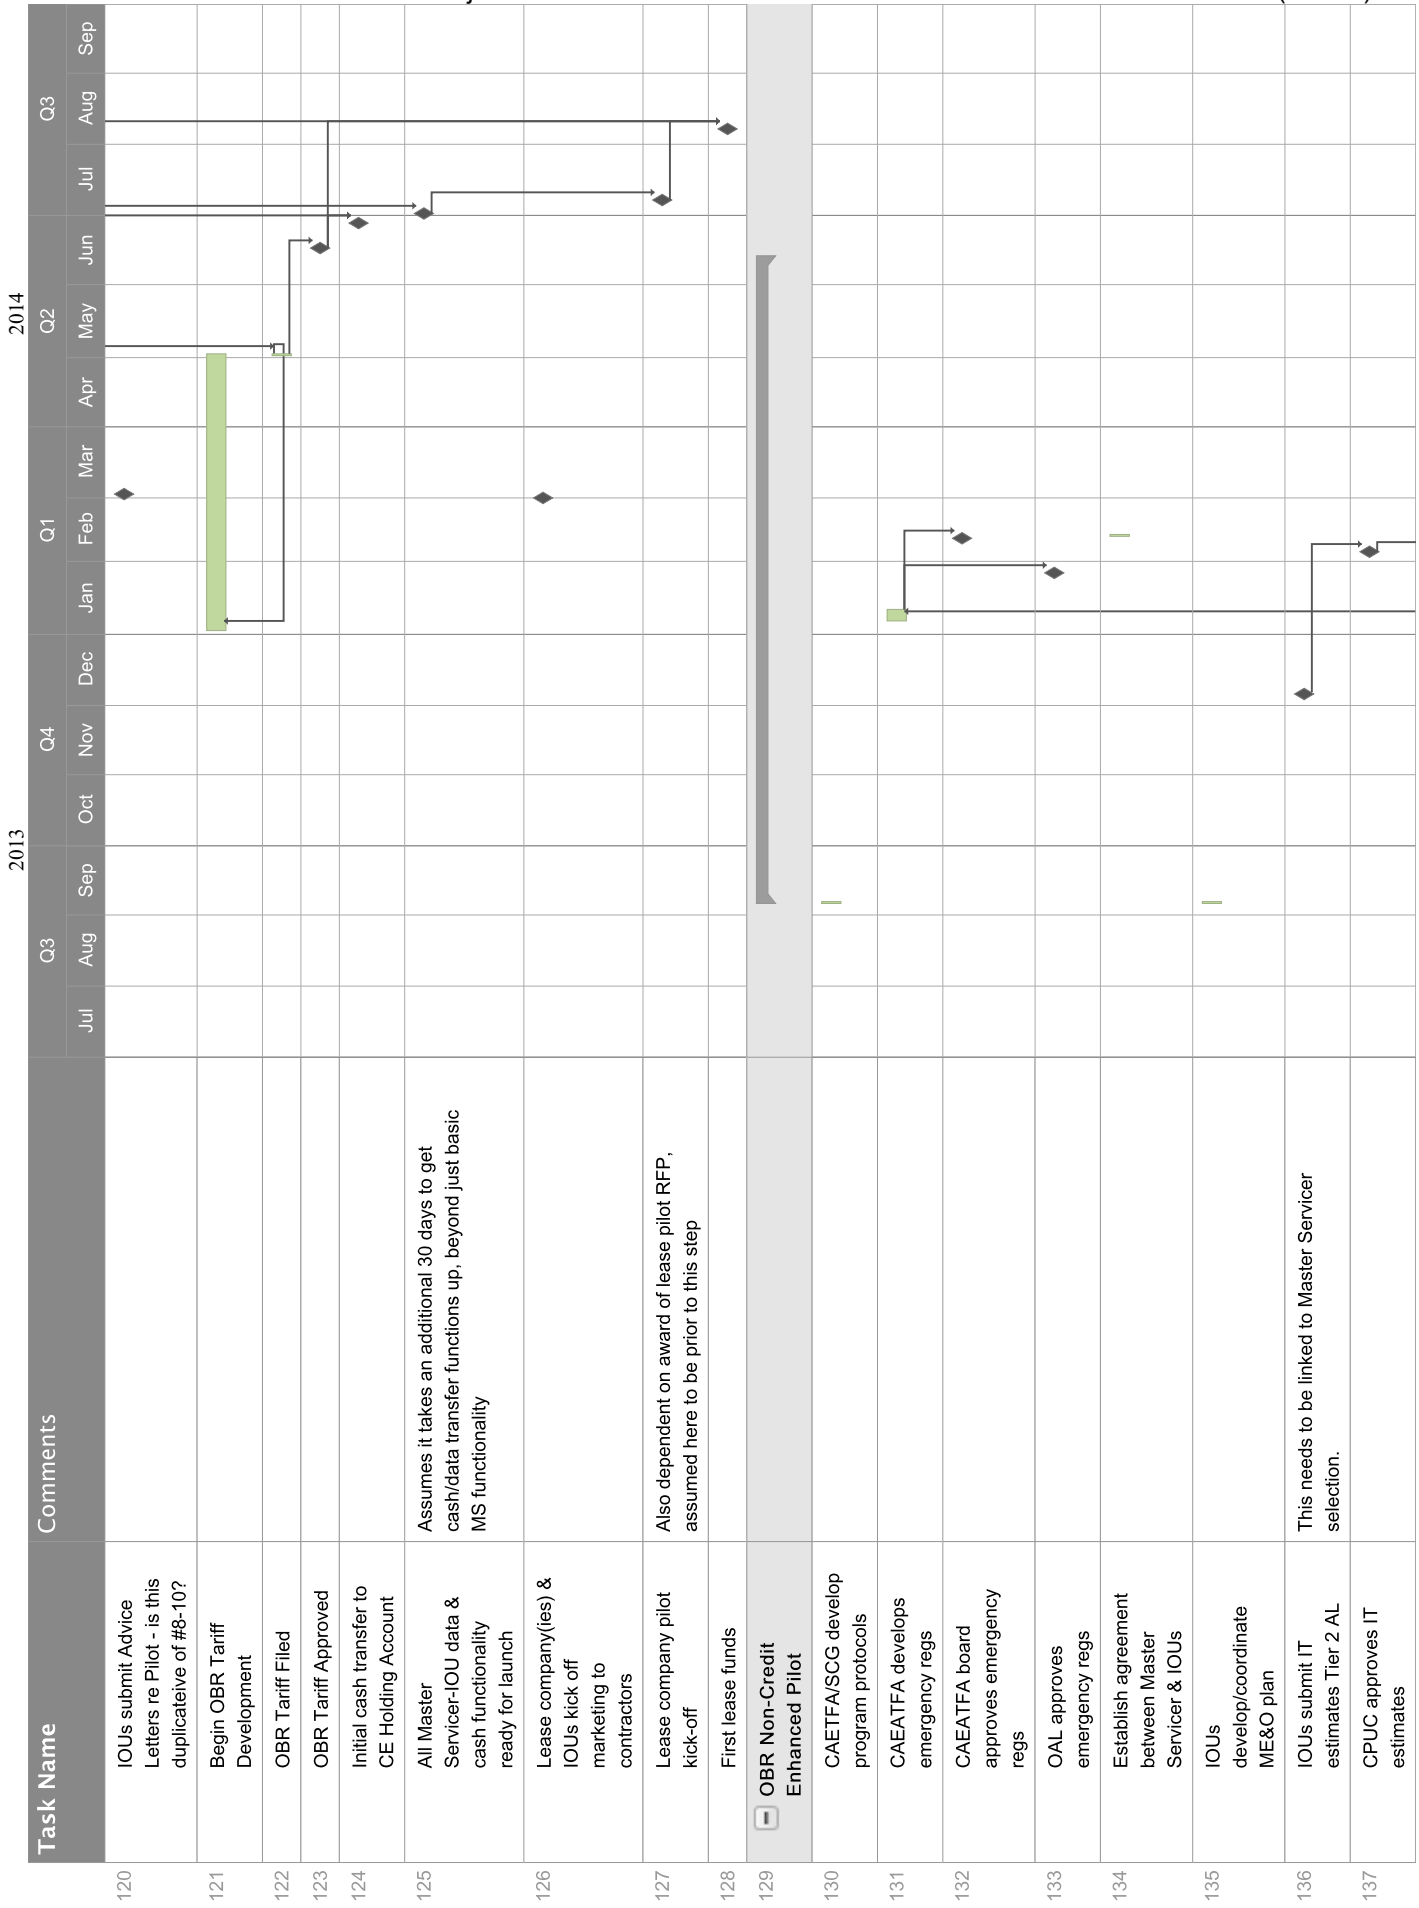 2013
2014
Task Name
Comments
Q3
Q4
Q1
Q2
Q3
Jul
Aug
Sep
Oct
Nov
Dec
Jan
Feb
Mar
Apr
May
Jun
Jul
Aug
Sep
120
IOUs submit Advice
Letters re Pilot - is this
duplicateive of #8-10?
121
Begin OBR Tariff
Development
122
OBR Tariff Filed
123
OBR Tariff Approved
124
Initial cash transfer to
CE Holding Account
125
All Master
Servicer-IOU data &
cash functionality
ready for launch
Assumes it takes an additional 30 days to get
cash/data transfer functions up, beyond just basic
MS functionality
126
Lease company(ies) &
IOUs kick off
marketing to
contractors
127
Lease company pilot
kick-off
Also dependent on award of lease pilot RFP,
assumed here to be prior to this step
128
First lease funds
129
OBR Non-Credit
Enhanced Pilot
130
CAETFA/SCG develop
program protocols
131
CAEATFA develops
emergency regs
132
CAEATFA board
approves emergency
regs
133
OAL approves
emergency regs
134
Establish agreement
between Master
Servicer & IOUs
135
IOUs
develop/coordinate
ME&O plan
136
IOUs submit IT
estimates Tier 2 AL
This needs to be linked to Master Servicer
selection.
137
CPUC approves IT
estimates